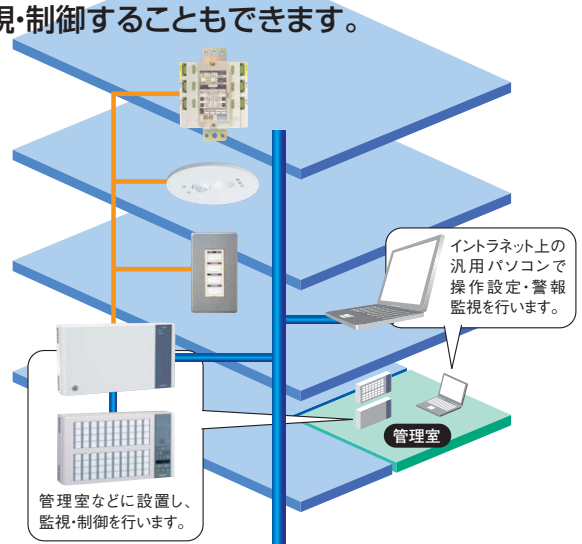 視・制御することもできます。
イントラネット上の
汎用パソコンで
操作設定・警報
監視を行います。
管理室
管理室などに設置し、
監視・制御を行います。